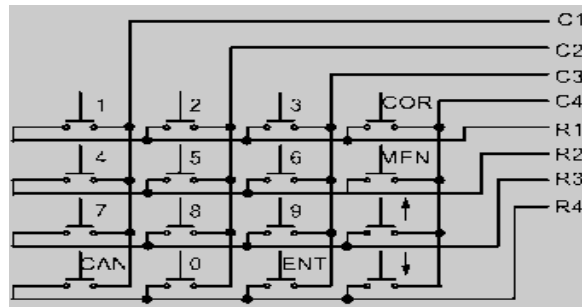 C1
C2
C3
1 2 3 COR C4
R1
4 5 6 MEN R2
R3
7 8 9 ↑ R4
CAN 0 ENT ↓